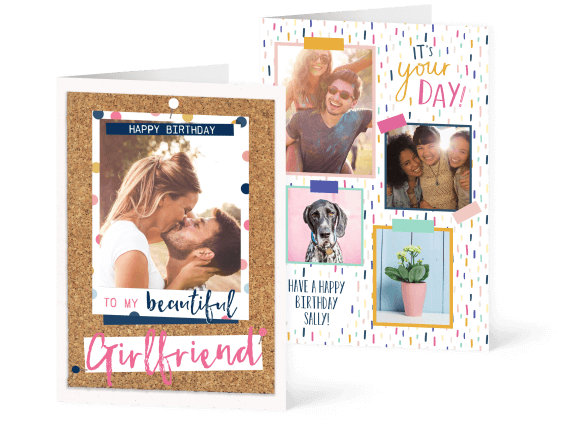 HAPPY BIRTHDAY
TO MY beautiful
Girlfriend
IT'S
your
DAY!
HAVE A HAPPY
BIRTHDAY
SALLY!